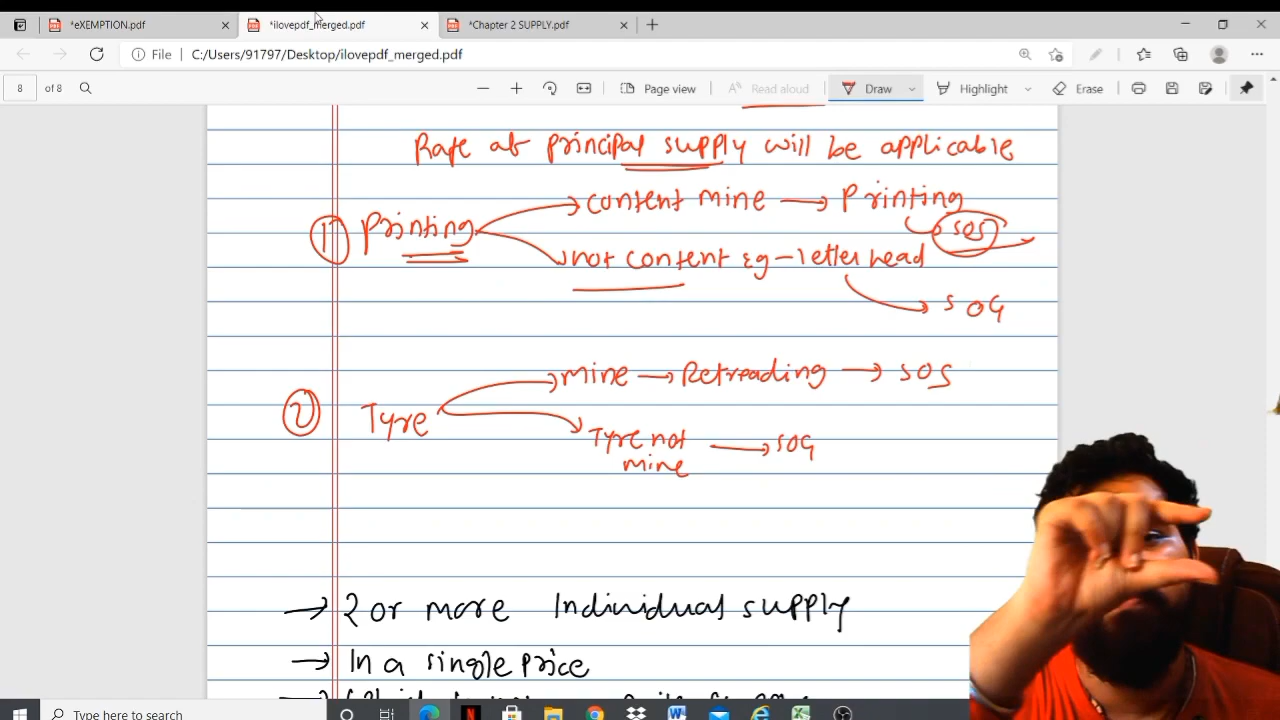 *eXEMPTION.pdf
*ilovepdf_merged.pdf
*Chapter 2 SUPPLY.pdf
File C:/Users/91797/Desktop/ilovepdf_merged.pdf
8 of 8
Page view
Read aloud
Draw
Highlight
Erase
Rate of principal supply will be applicable
1 Printing
content mine → Printing
SOS
not content Eg - letter head
SOG
2 Tyre
mine → Retreading → SOS
Tyre not → SOG
mine
→ 2 or more Individual supply
→ In a single price
Type here to search